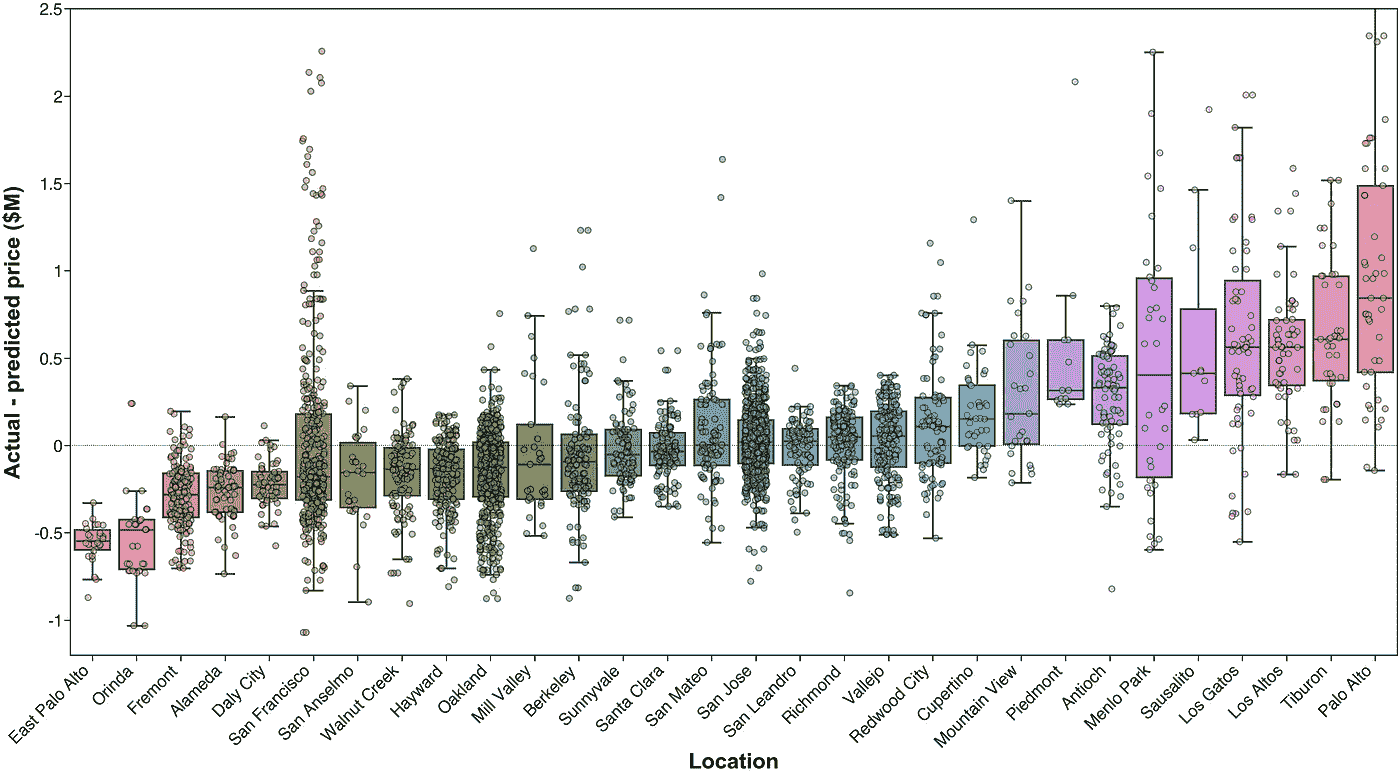 Actual - predicted price ($M)
2.5
2
1.5
1
0.5
0
-0.5
-1
East Palo Alto
Orinda
Fremont
Alameda
Daly City
San Francisco
San Anselmo
Walnut Creek
Hayward
Oakland
Mill Valley
Berkeley
Sunnyvale
Santa Clara
San Mateo
San Jose
San Leandro
Richmond
Vallejo
Redwood City
Cupertino
Mountain View
Piedmont
Antioch
Menlo Park
Sausalito
Los Gatos
Los Altos
Tiburon
Palo Alto
Location